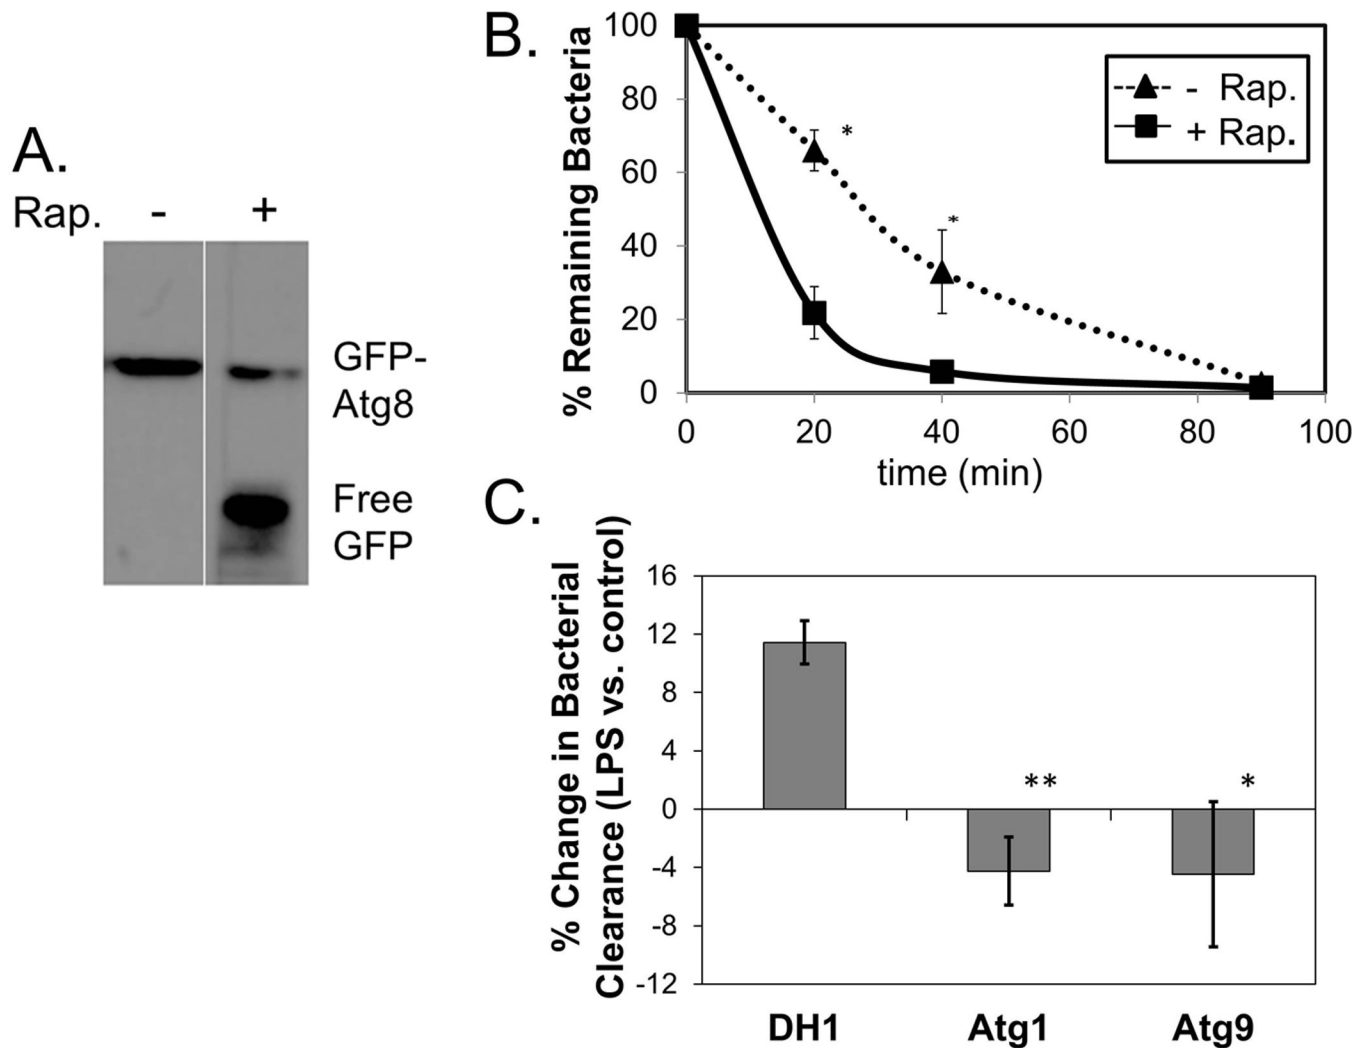 A.
Rap. - +
GFP-
Atg8
Free
GFP
B.
% Remaining Bacteria
100
80
60
40
20
0
*
*
- Rap.
+ Rap.
0 20 40 60 80 100
time (min)
C.
% Change in Bacterial
Clearance (LPS vs. control)
16
12
8
4
0
-4
-8
-12
**
*
DH1 Atg1 Atg9